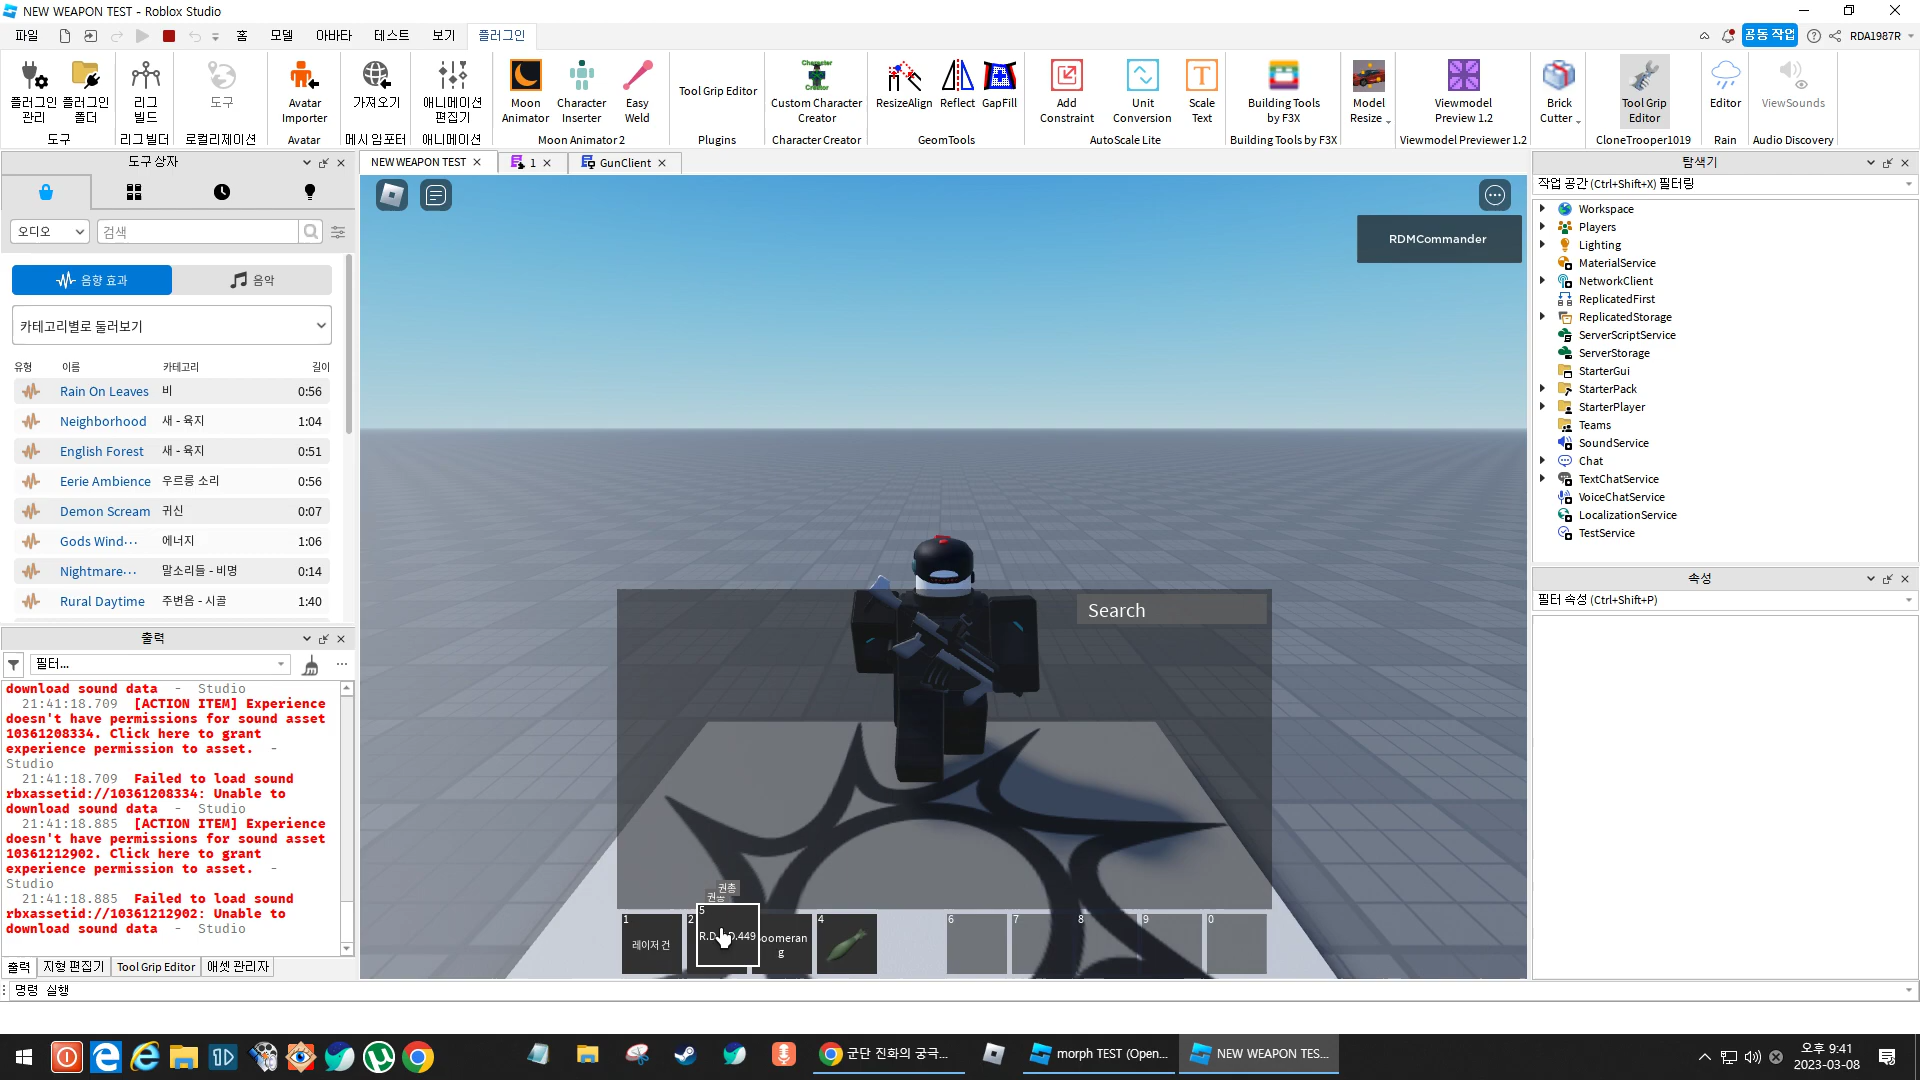 NEW WEAPON TEST - Roblox Studio
파일
홈
모델
아바타
테스트
보기
플러그인
공동 작업
RDA1987R
플러그인
관리
플러그인
폴더
도구
리그
빌드
리그 빌더
도구
로컬리제이션
Avatar
Importer
Avatar
가져오기
메시 임포터
애니메이션
편집기
애니메이션
Moon
Animator
Character
Inserter
Easy
Weld
Moon Animator 2
Tool Grip Editor
Plugins
Custom Character
Creator
Character Creator
ResizeAlign
Reflect
GapFill
GeomTools
Add
Constraint
Unit
Conversion
Scale
Text
AutoScale Lite
Building Tools
by F3X
Building Tools by F3X
Model
Resize
Viewmodel
Preview 1.2
Viewmodel Previewer 1.2
Brick
Cutter
Tool Grip
Editor
CloneTrooper1019
Editor
Rain
ViewSounds
Audio Discovery
도구 상자
오디오
검색
음향 효과
음악
카테고리별로 둘러보기
유형 이름 카테고리 길이
Rain On Leaves 비 0:56
Neighborhood 새 - 육지 1:04
English Forest 새 - 육지 0:51
Eerie Ambience 우르릉 소리 0:56
Demon Scream 귀신 0:07
Gods Wind··· 에너지 1:06
Nightmare··· 말소리들 - 비명 0:14
Rural Daytime 주변음 - 시골 1:40
출력
필터...
download sound data - Studio
21:41:18.709 [ACTION ITEM] Experience
doesn't have permissions for sound asset
10361208334. Click here to grant
experience permission to asset. -
Studio
21:41:18.709 Failed to load sound
rbxassetid://10361208334: Unable to
download sound data - Studio
21:41:18.885 [ACTION ITEM] Experience
doesn't have permissions for sound asset
10361212902. Click here to grant
experience permission to asset. -
Studio
21:41:18.885 Failed to load sound
rbxassetid://10361212902: Unable to
download sound data - Studio
출력
지형 편집기
Tool Grip Editor
애셋 관리자
명령 실행
NEW WEAPON TEST
1
GunClient
RDMCommander
Search
권총
권총
1
레이저 건
2
5
oomeran
g
4
6
7
8
9
0
탐색기
작업 공간 (Ctrl+Shift+X) 필터링
Workspace
Players
Lighting
MaterialService
NetworkClient
ReplicatedFirst
ReplicatedStorage
ServerScriptService
ServerStorage
StarterGui
StarterPack
StarterPlayer
Teams
SoundService
Chat
TextChatService
VoiceChatService
LocalizationService
TestService
속성
필터 속성 (Ctrl+Shift+P)
군단 진화의 궁극...
morph TEST (Open...
NEW WEAPON TES...
오후 9:41
2023-03-08